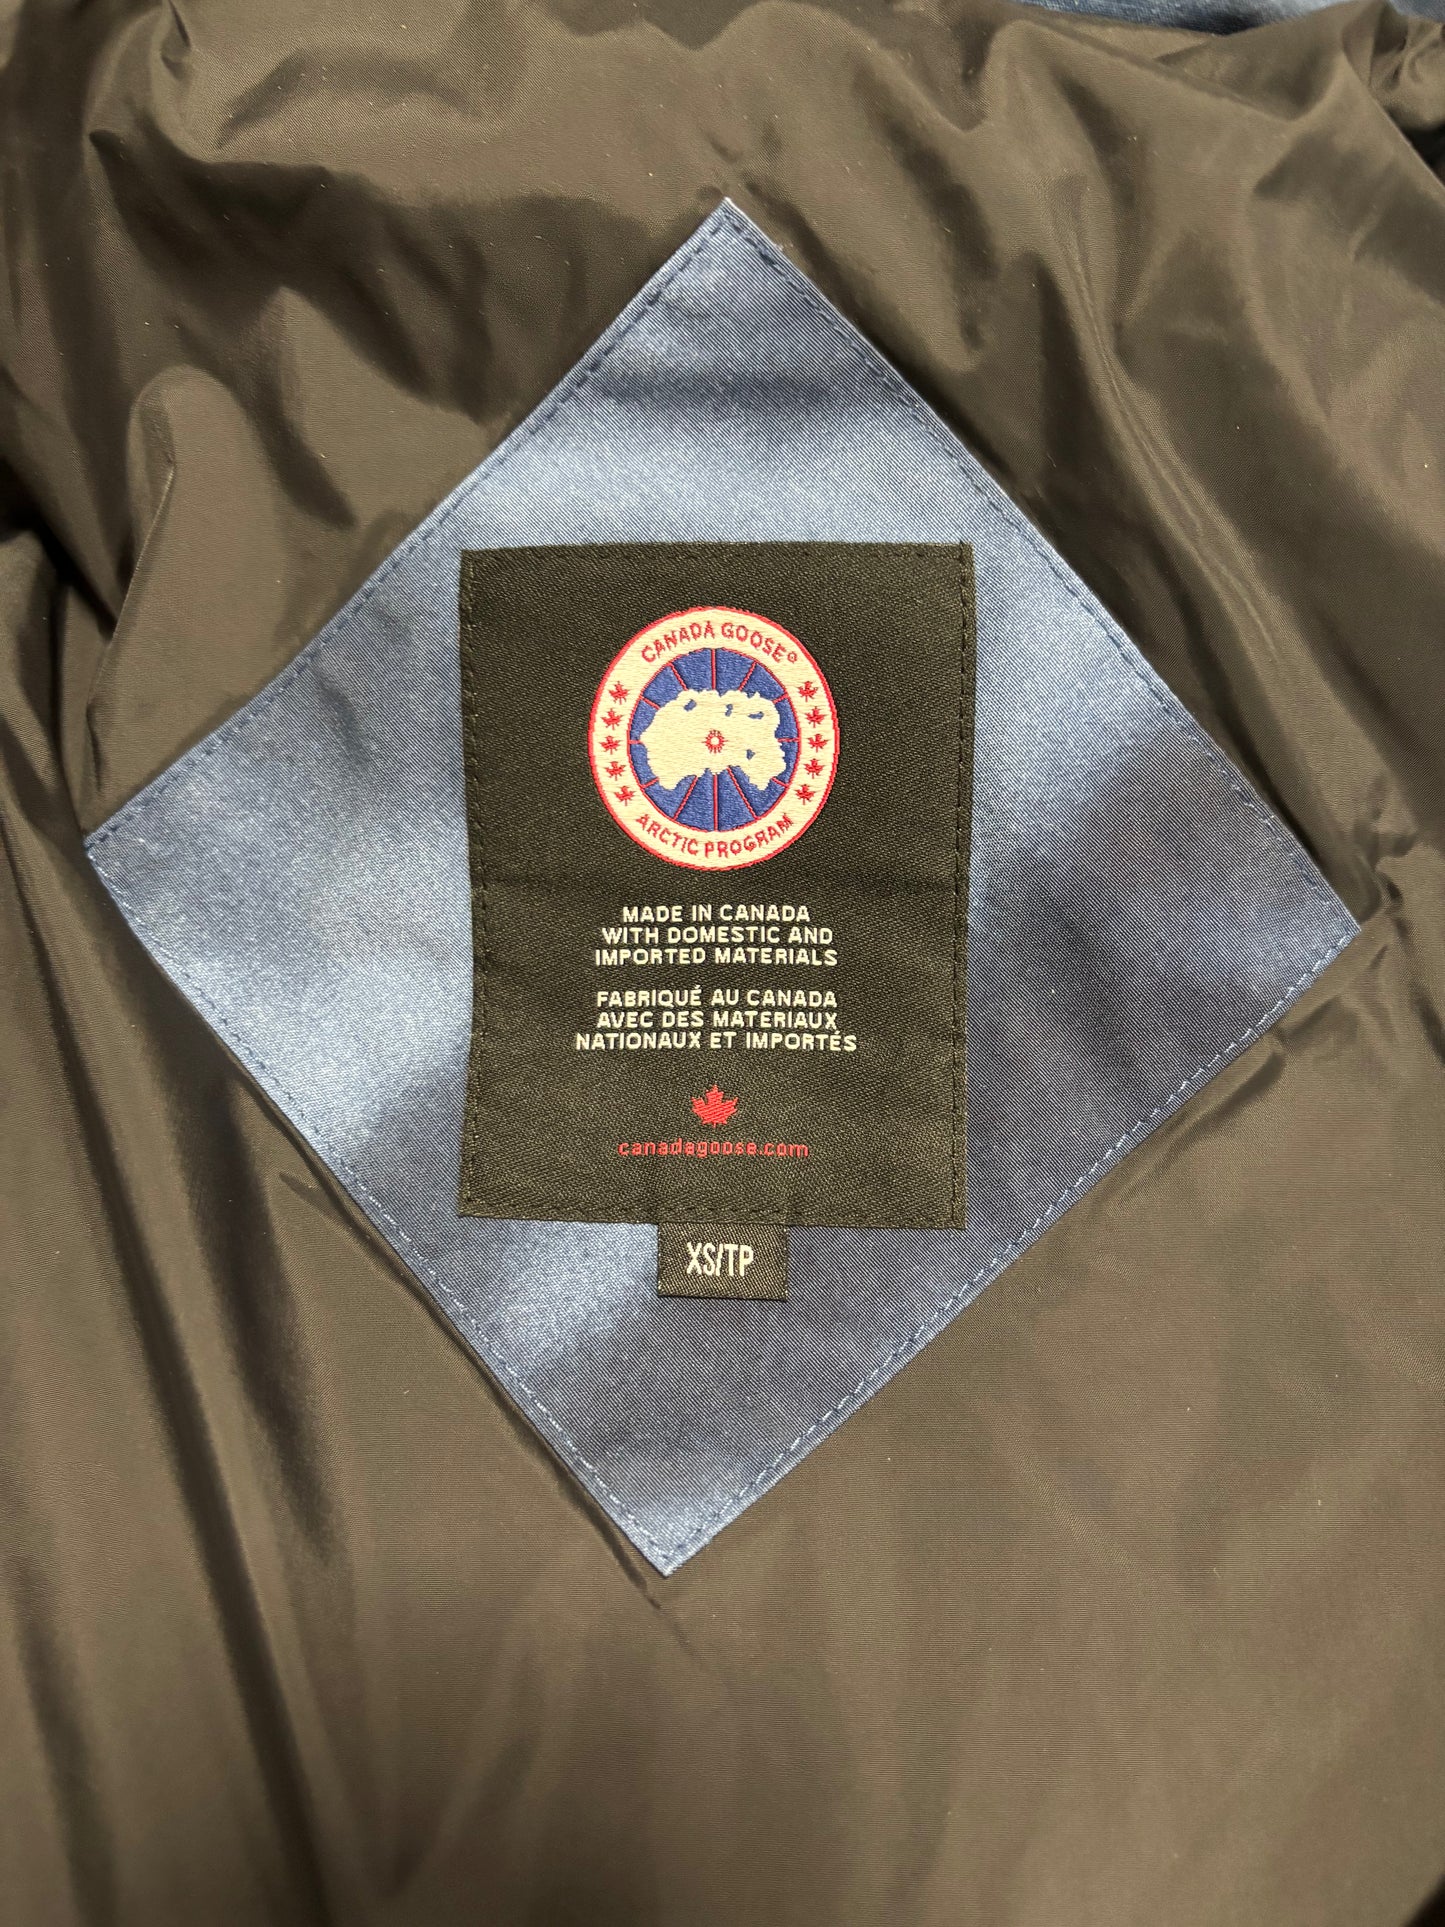 CANADA GOOSE®
ARCTIC PROGRAM
MADE IN CANADA
WITH DOMESTIC AND
IMPORTED MATERIALS
FABRIQUÉ AU CANADA
AVEC DES MATERIAUX
NATIONAUX ET IMPORTÉS
canadagoose.com
XS/TP